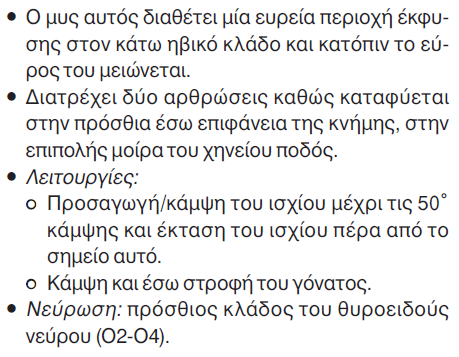 • Ο μυς αυτός διαθέτει μία ευρεία περιοχή έκφυ-
σης στον κάτω ηβικό κλάδο και κατόπιν το εύ-
ρος του μειώνεται.
• Διατρέχει δύο αρθρώσεις καθώς καταφύεται
στην πρόσθια έσω επιφάνεια της κνήμης, στην
επιπολής μοίρα του χηνείου ποδός.
• Λειτουργίες:
ο Προσαγωγή/κάμψη του ισχίου μέχρι τις 50˚
κάμψης και έκταση του ισχίου πέρα από το
σημείο αυτό.
ο Κάμψη και έσω στροφή του γόνατος.
• Νεύρωση: πρόσθιος κλάδος του θυροειδούς
νεύρου (Ο2-Ο4).